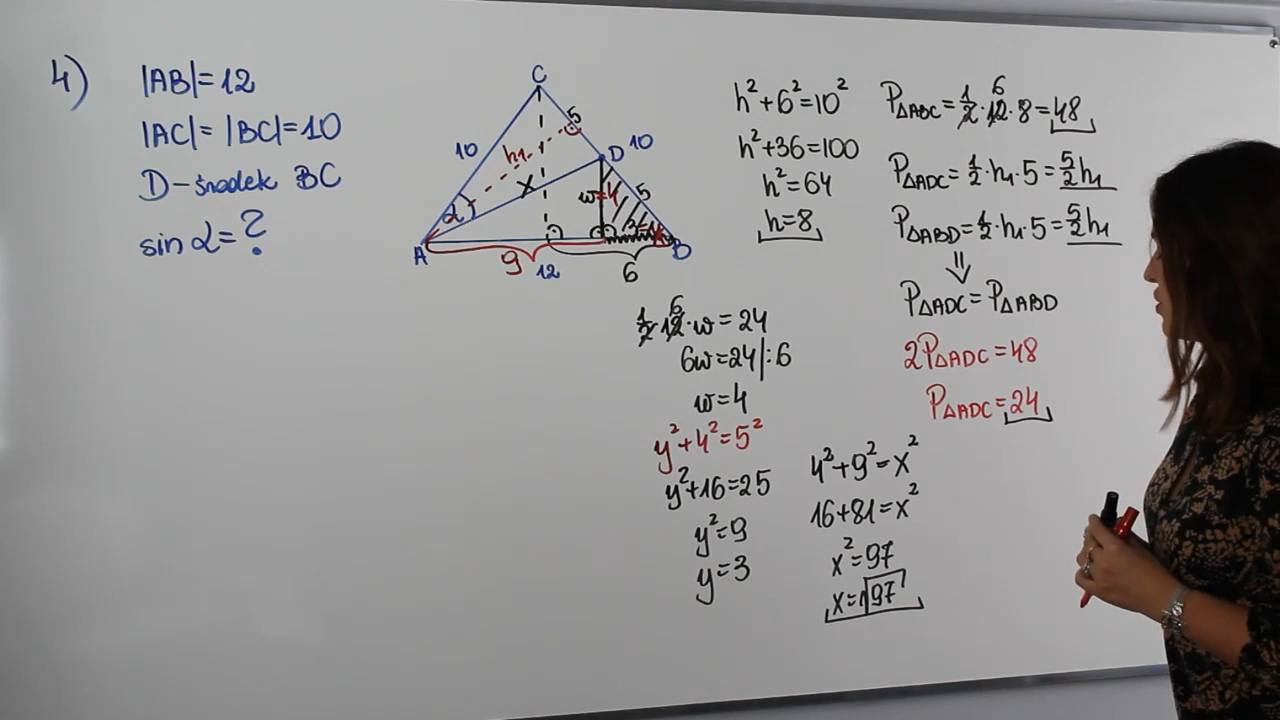 4)
|AB|=12
|AC|=|BC|=10
D-środek BC
sin α=?
C
10
5
h₁
D
10
x
w=4
5
α
3=y
A
9
12
6
B
h²+6²=10²
h²+36=100
h²=64
h=8
P△ABC=1/2·12·8=48
6
P△ADC=1/2·h₁·5=5/2h₁
P△ABD=1/2·h₁·5=5/2h₁
⇓
P△ADC=P△ABD
2P△ADC=48
P△ADC=24
6
1/2·12·w=24
6w=24/:6
w=4
y²+4²=5²
y²+16=25
y²=9
y=3
4²+9²=x²
16+81=x²
x²=97
x=√97